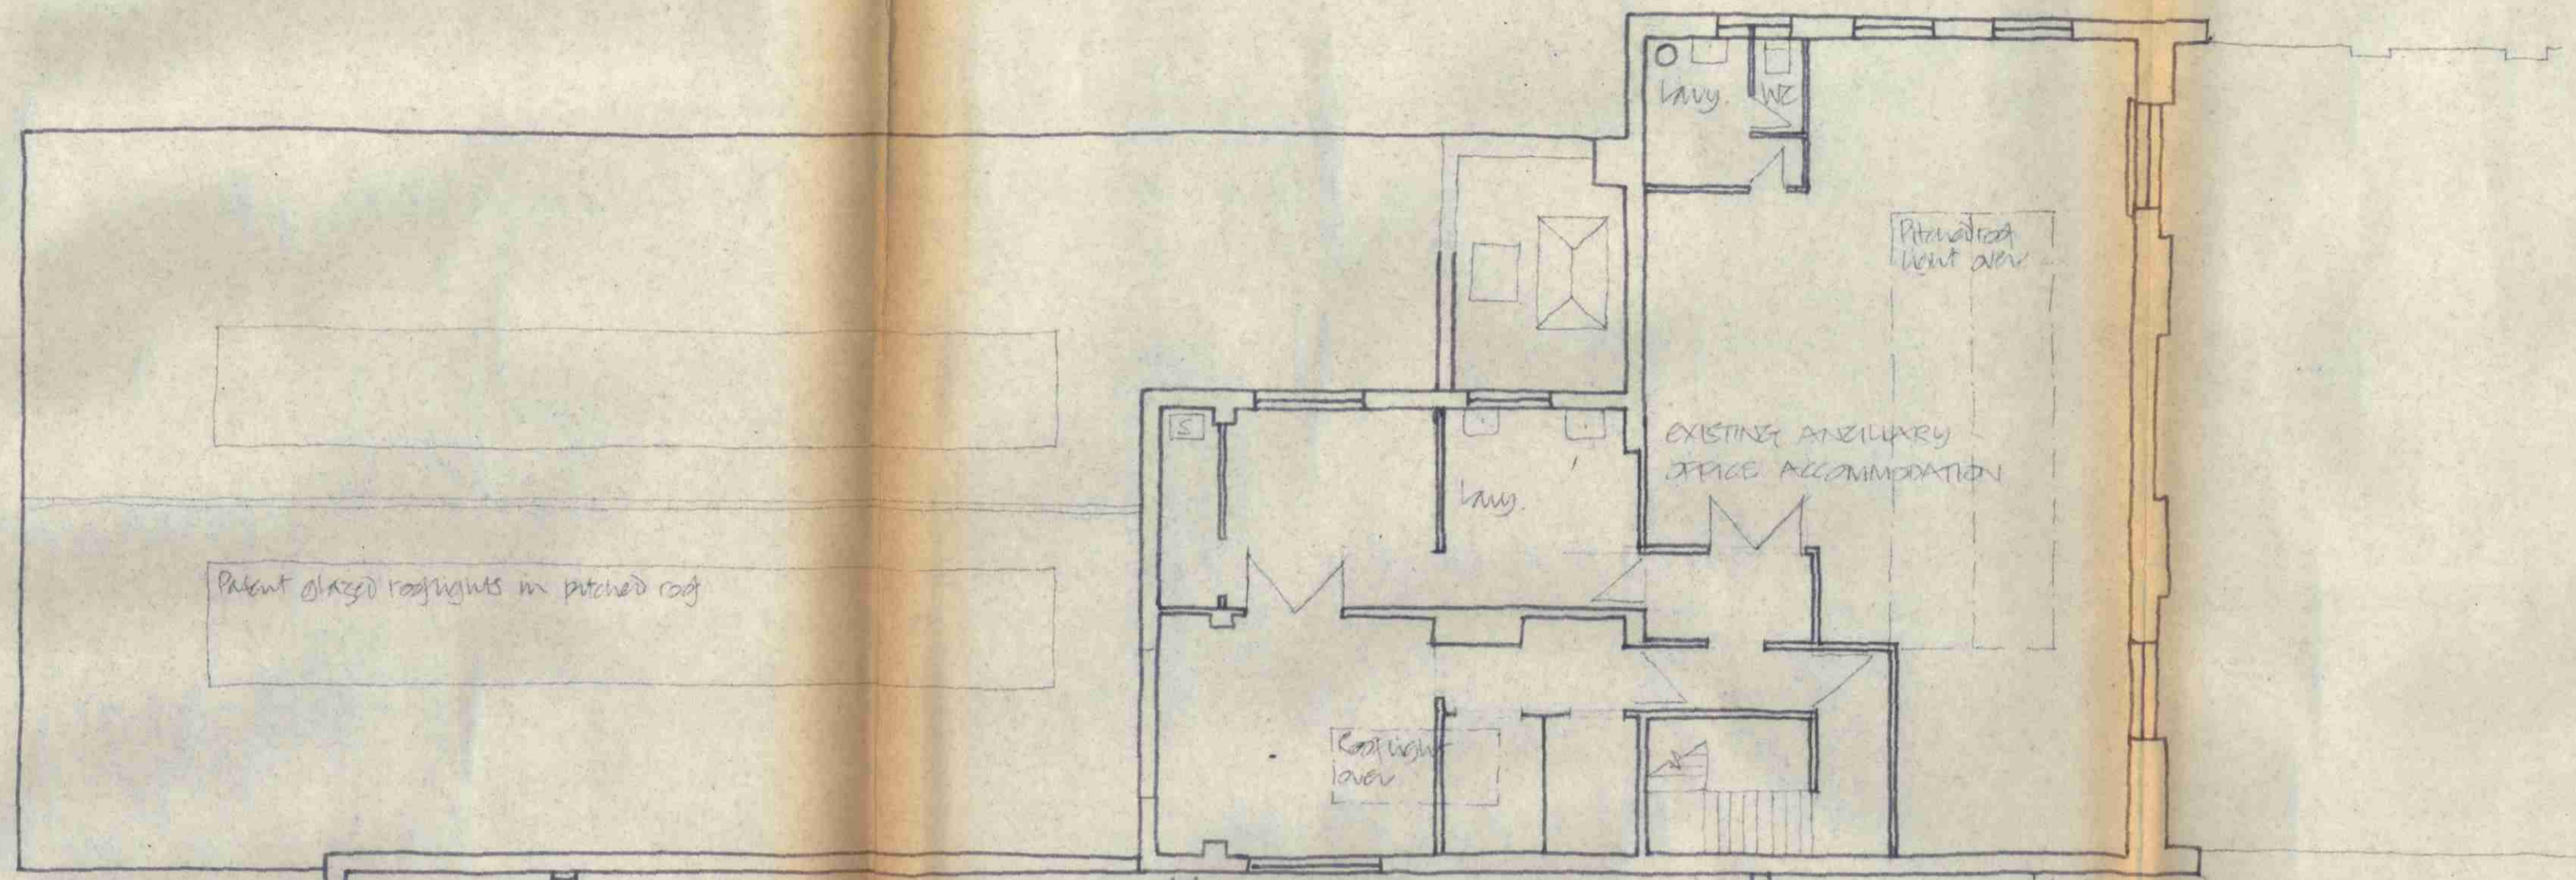 Lavy.
WC
Pitched roof
light over
S
EXISTING ANCILLARY
OFFICE ACCOMMODATION
Lavy.
Patent glazed rooflights in pitched roof
Rooflight
over